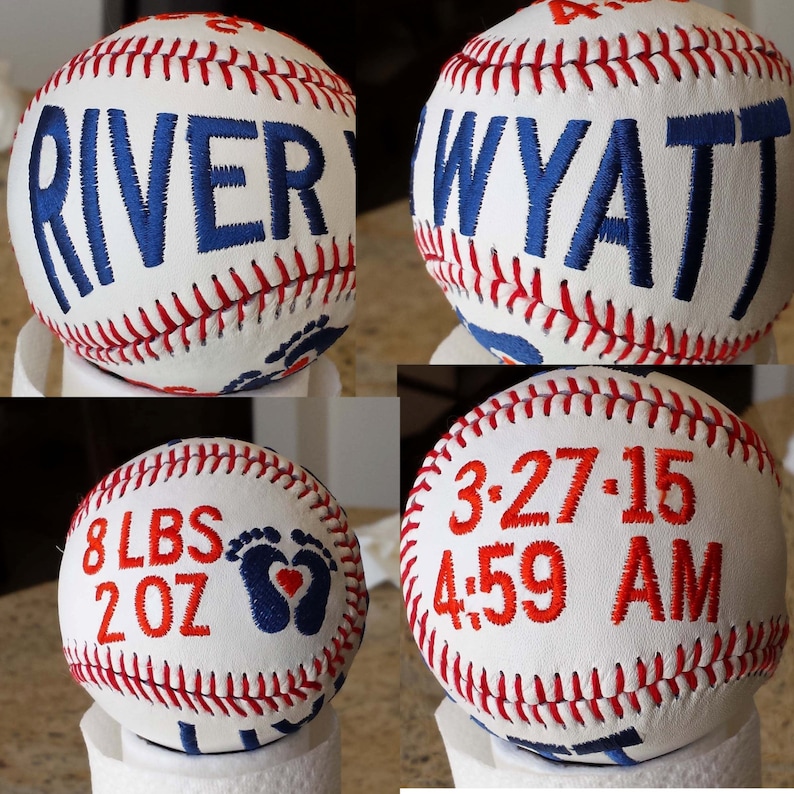 RIVER
WYATT
8 LBS
2 OZ
3·27·15
4:59 AM